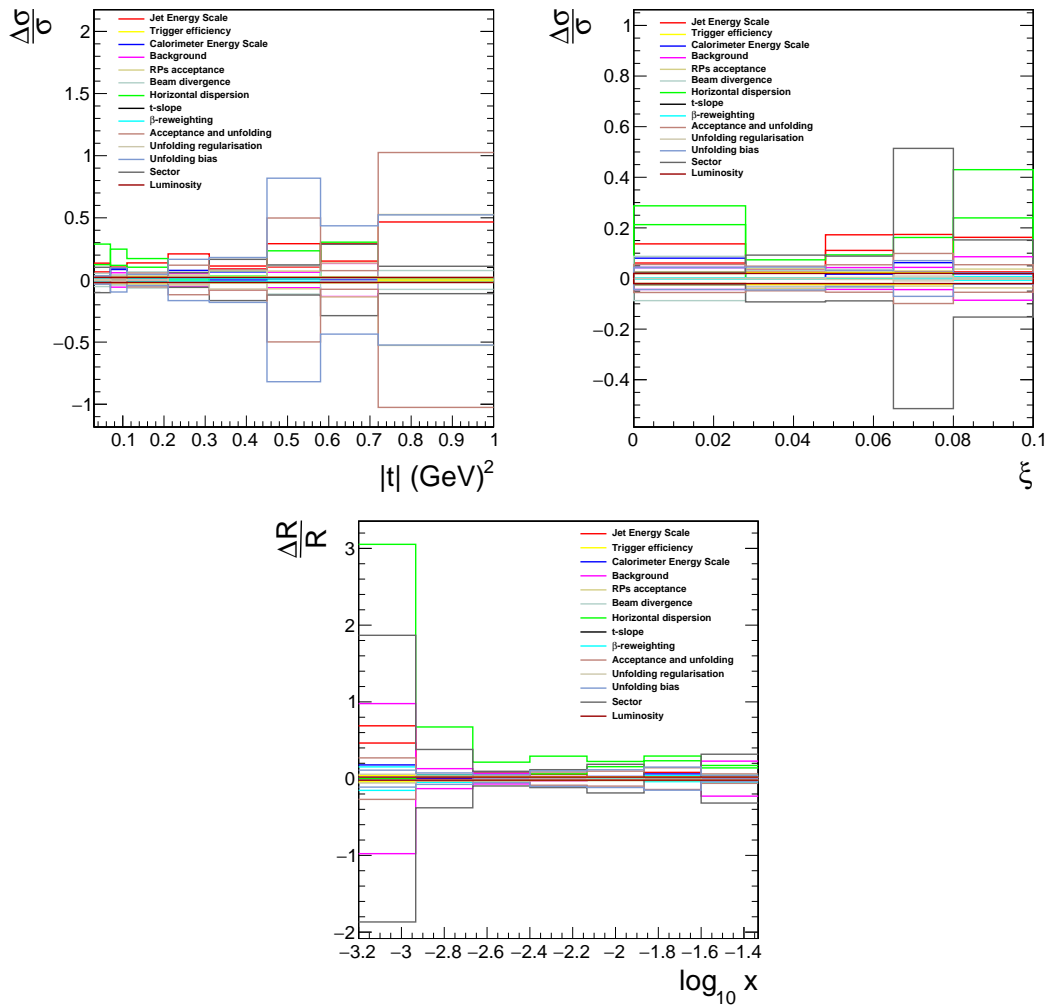 Δσ
σ
2
1.5
1
0.5
0
−0.5
−1
Jet Energy Scale
Trigger efficiency
Calorimeter Energy Scale
Background
RPs acceptance
Beam divergence
Horizontal dispersion
t-slope
β-reweighting
Acceptance and unfolding
Unfolding regularisation
Unfolding bias
Sector
Luminosity
0.1 0.2 0.3 0.4 0.5 0.6 0.7 0.8 0.9 1
|t| (GeV)²
Δσ
σ
1
0.8
0.6
0.4
0.2
0
−0.2
−0.4
Jet Energy Scale
Trigger efficiency
Calorimeter Energy Scale
Background
RPs acceptance
Beam divergence
Horizontal dispersion
t-slope
β-reweighting
Acceptance and unfolding
Unfolding regularisation
Unfolding bias
Sector
Luminosity
0 0.02 0.04 0.06 0.08 0.1
ξ
ΔR
R
3
2
1
0
−1
−2
Jet Energy Scale
Trigger efficiency
Calorimeter Energy Scale
Background
RPs acceptance
Beam divergence
Horizontal dispersion
t-slope
β-reweighting
Acceptance and unfolding
Unfolding regularisation
Unfolding bias
Sector
Luminosity
−3.2 −3 −2.8 −2.6 −2.4 −2.2 −2 −1.8 −1.6 −1.4
log₁₀ x